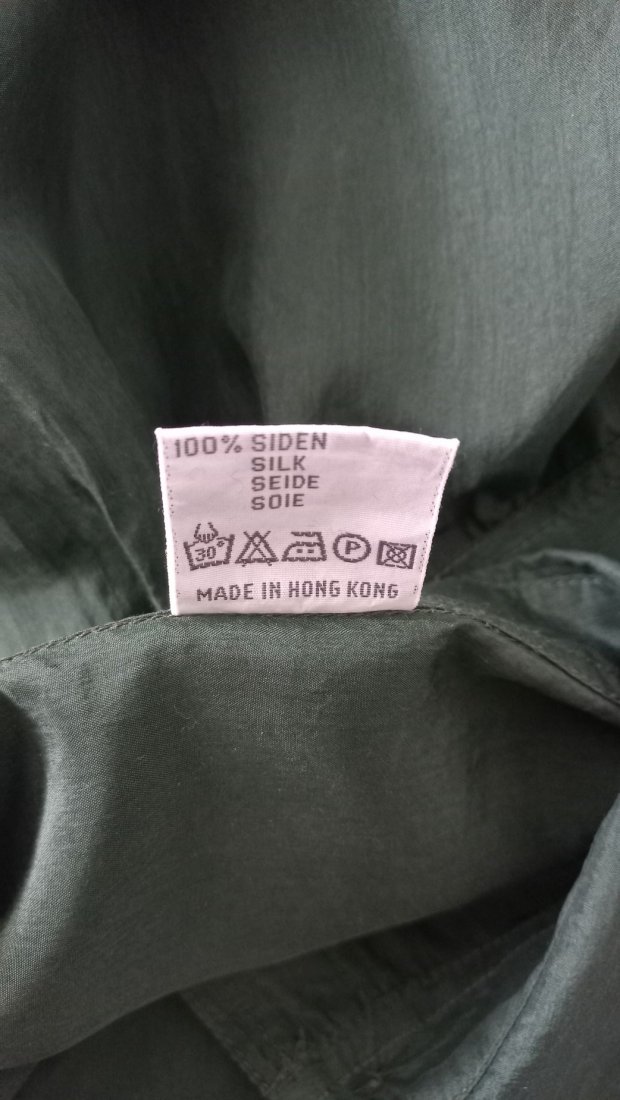 100% SIDEN
SILK
SEIDE
SOIE
30° P
MADE IN HONG KONG